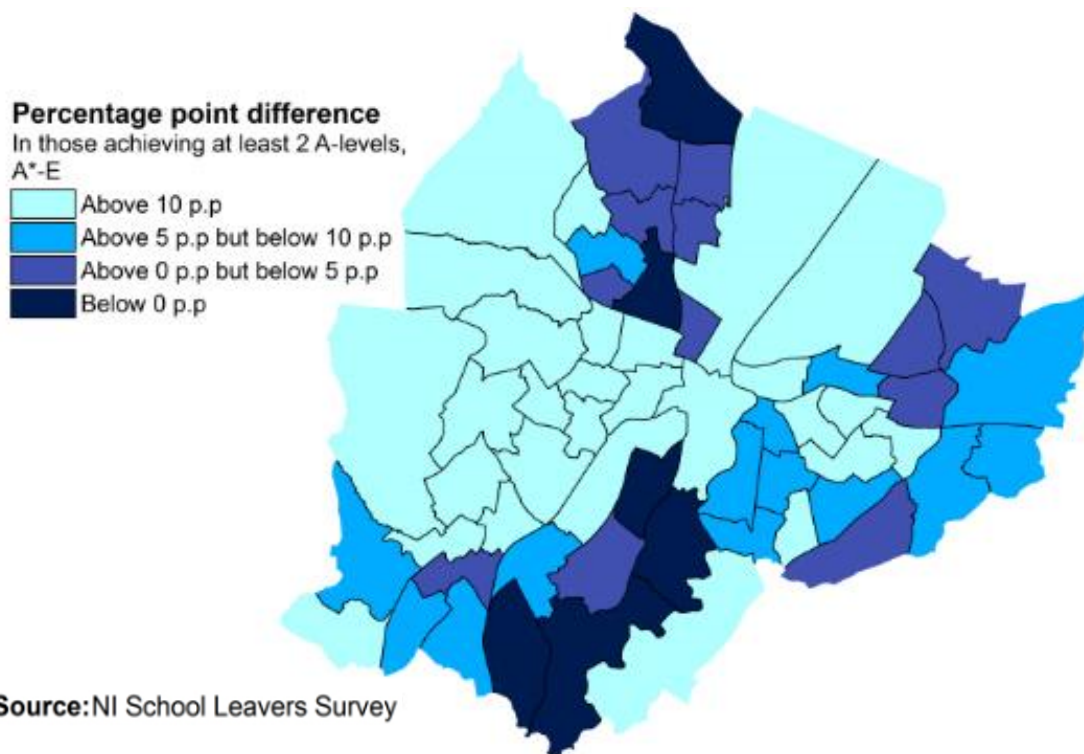 Percentage point difference
In those achieving at least 2 A-levels,
A*-E
Above 10 p.p
Above 5 p.p but below 10 p.p
Above 0 p.p but below 5 p.p
Below 0 p.p
Source: NI School Leavers Survey